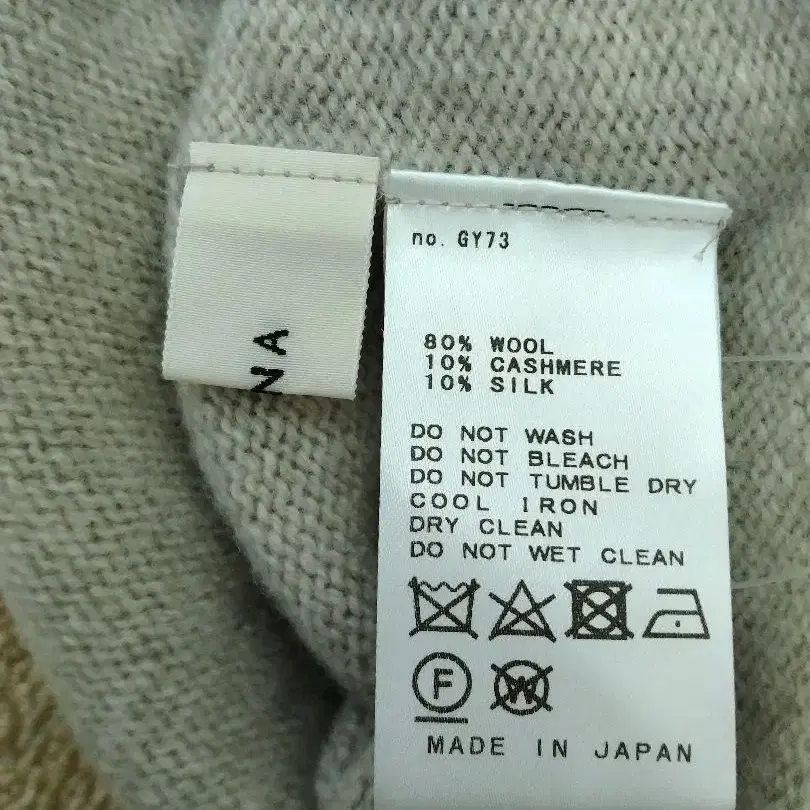 NA
no. GY73
80% WOOL
10% CASHMERE
10% SILK
DO NOT WASH
DO NOT BLEACH
DO NOT TUMBLE DRY
COOL IRON
DRY CLEAN
DO NOT WET CLEAN
F
W
MADE IN JAPAN